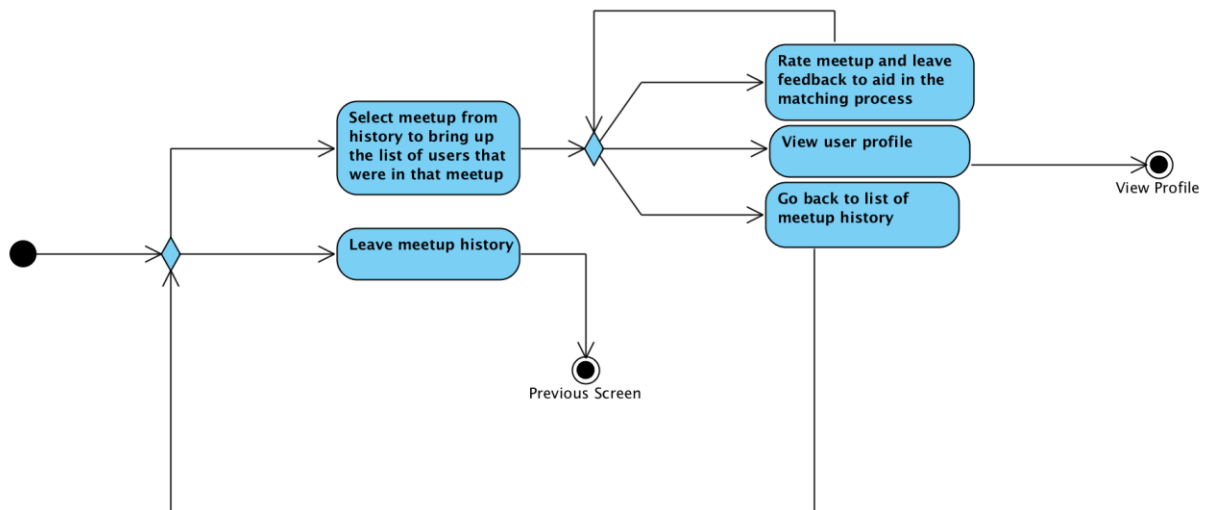 Rate meetup and leave
feedback to aid in the
matching process
Select meetup from
history to bring up
the list of users that
were in that meetup
View user profile
View Profile
Go back to list of
meetup history
Leave meetup history
Previous Screen